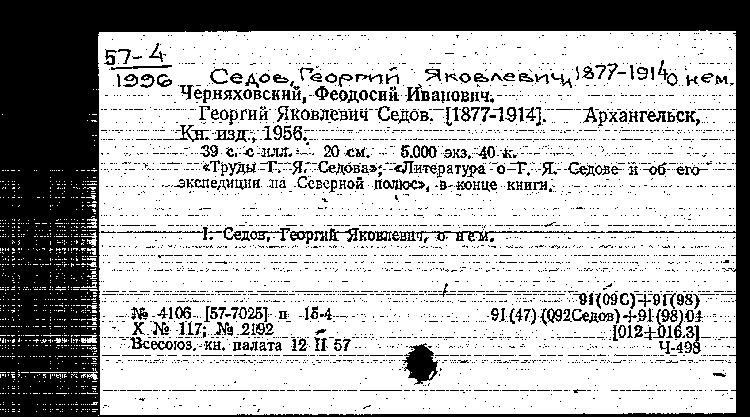 57-4
1996
Седов, Георгий Яковлевич, 1877-1914, о нем.
Черняховский, Феодосий Иванович.
Георгий Яковлевич Седов. [1877-1914]. Архангельск,
Кн. изд., 1956.
39 с. с илл. 20 см. 5.000 экз. 40 к.
«Труды Г. Я. Седова»; «Литература о Г. Я. Седове и об его
экспедиции на Северной полюс», в конце книги.
I. Седов, Георгий Яковлевич, о нем.
91(09С)+91(98)
№ 4106 [57-7025] п 15-4 91(47)(092Седов)+91(98)04
X № 117; № 2192 [012+016.3]
Всесоюз. кн. палата 12 II 57 Ч-498